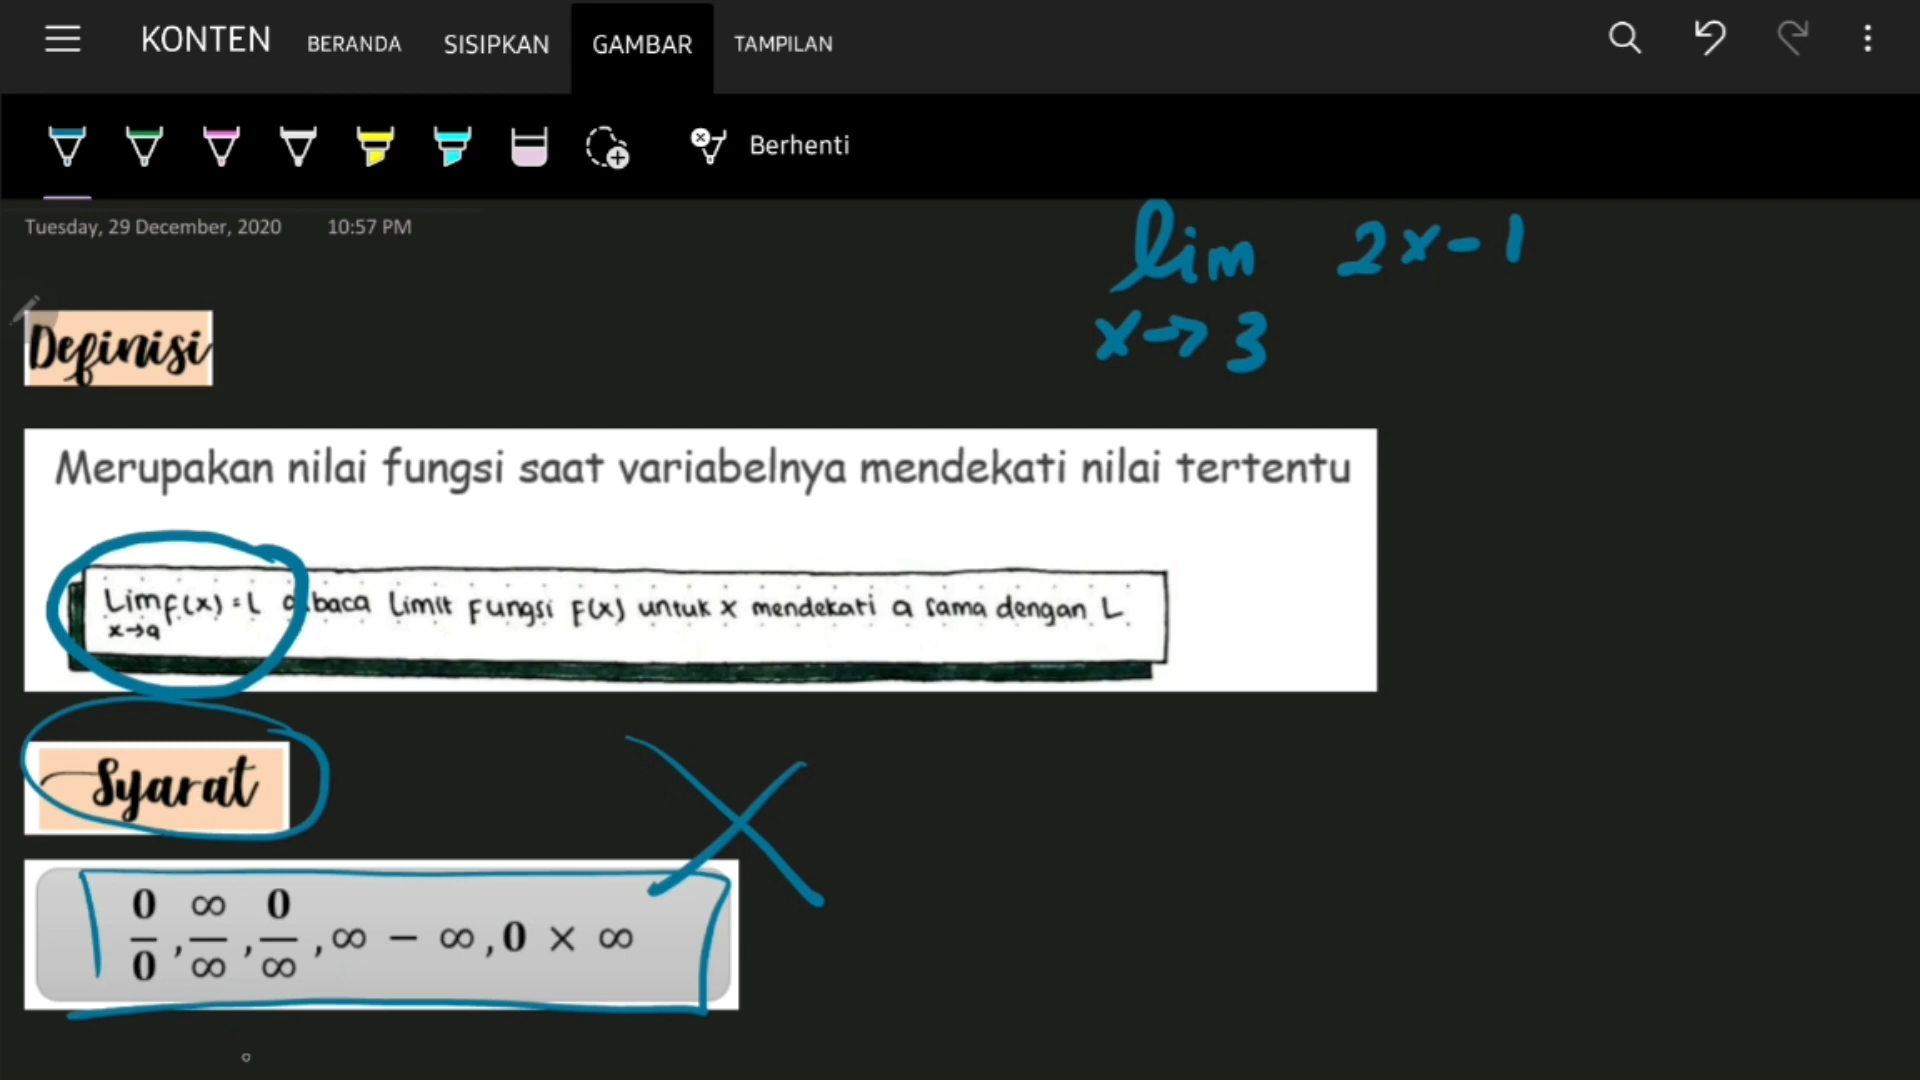 KONTEN BERANDA SISIPKAN GAMBAR TAMPILAN
Berhenti
Tuesday, 29 December, 2020 10:57 PM
lim 2x-1
x→3
Definisi
Merupakan nilai fungsi saat variabelnya mendekati nilai tertentu
Lim f(x) = L dibaca limit fungsi f(x) untuk x mendekati a sama dengan L
x→a
Syarat
0/0, ∞/∞, 0/∞, ∞ − ∞, 0 × ∞